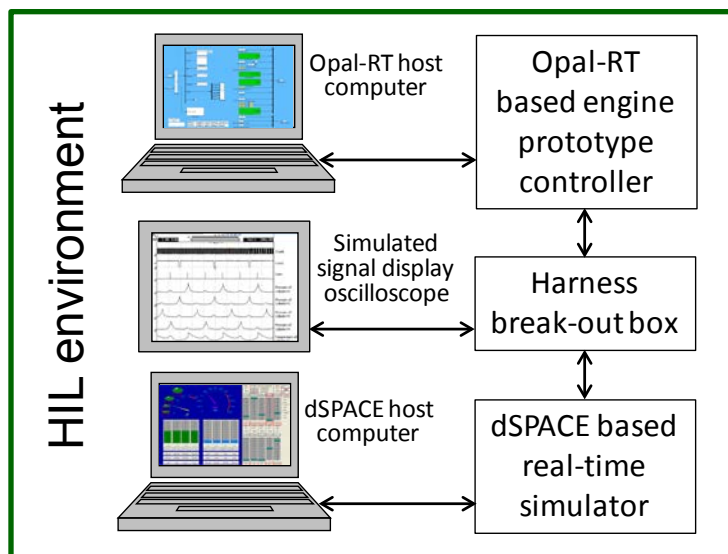 HIL environment
Opal-RT host
computer
Opal-RT
based engine
prototype
controller
Simulated
signal display
oscilloscope
Harness
break-out box
dSPACE host
computer
dSPACE based
real-time
simulator